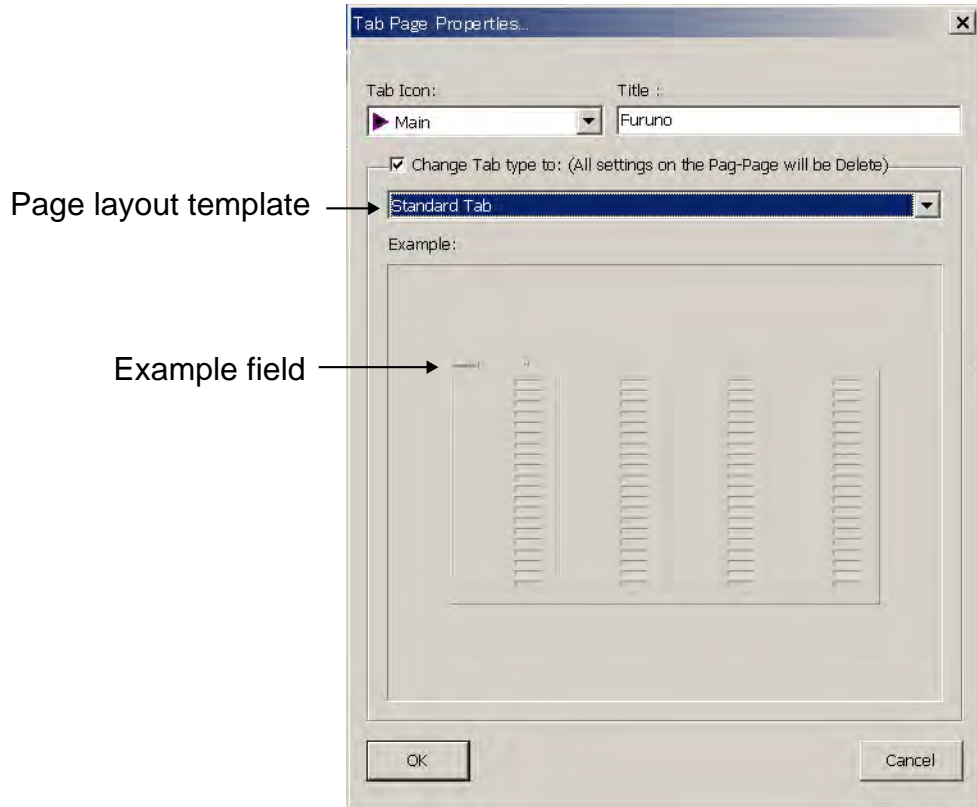 Tab Page Properties...
Tab Icon:
Title :
Main
Furuno
Change Tab type to: (All settings on the Pag-Page will be Delete)
Page layout template
Standard Tab
Example:
Example field
OK
Cancel